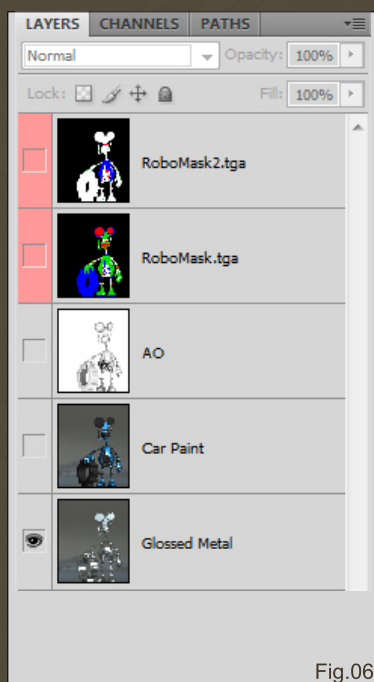 LAYERS CHANNELS PATHS
Normal Opacity: 100%
Lock: Fill: 100%
RoboMask2.tga
RoboMask.tga
AO
Car Paint
Glossed Metal
Fig.06